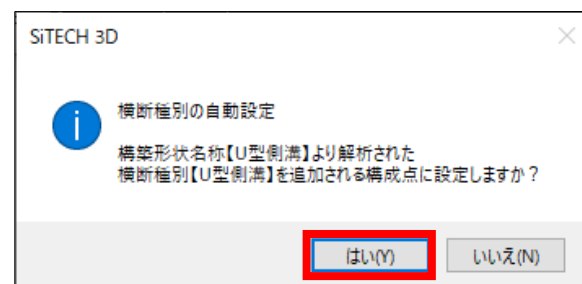 SiTECH 3D
横断種別の自動設定
構築形状名称【U型側溝】より解析された
横断種別【U型側溝】を追加される構成点に設定しますか？
はい(Y)
いいえ(N)